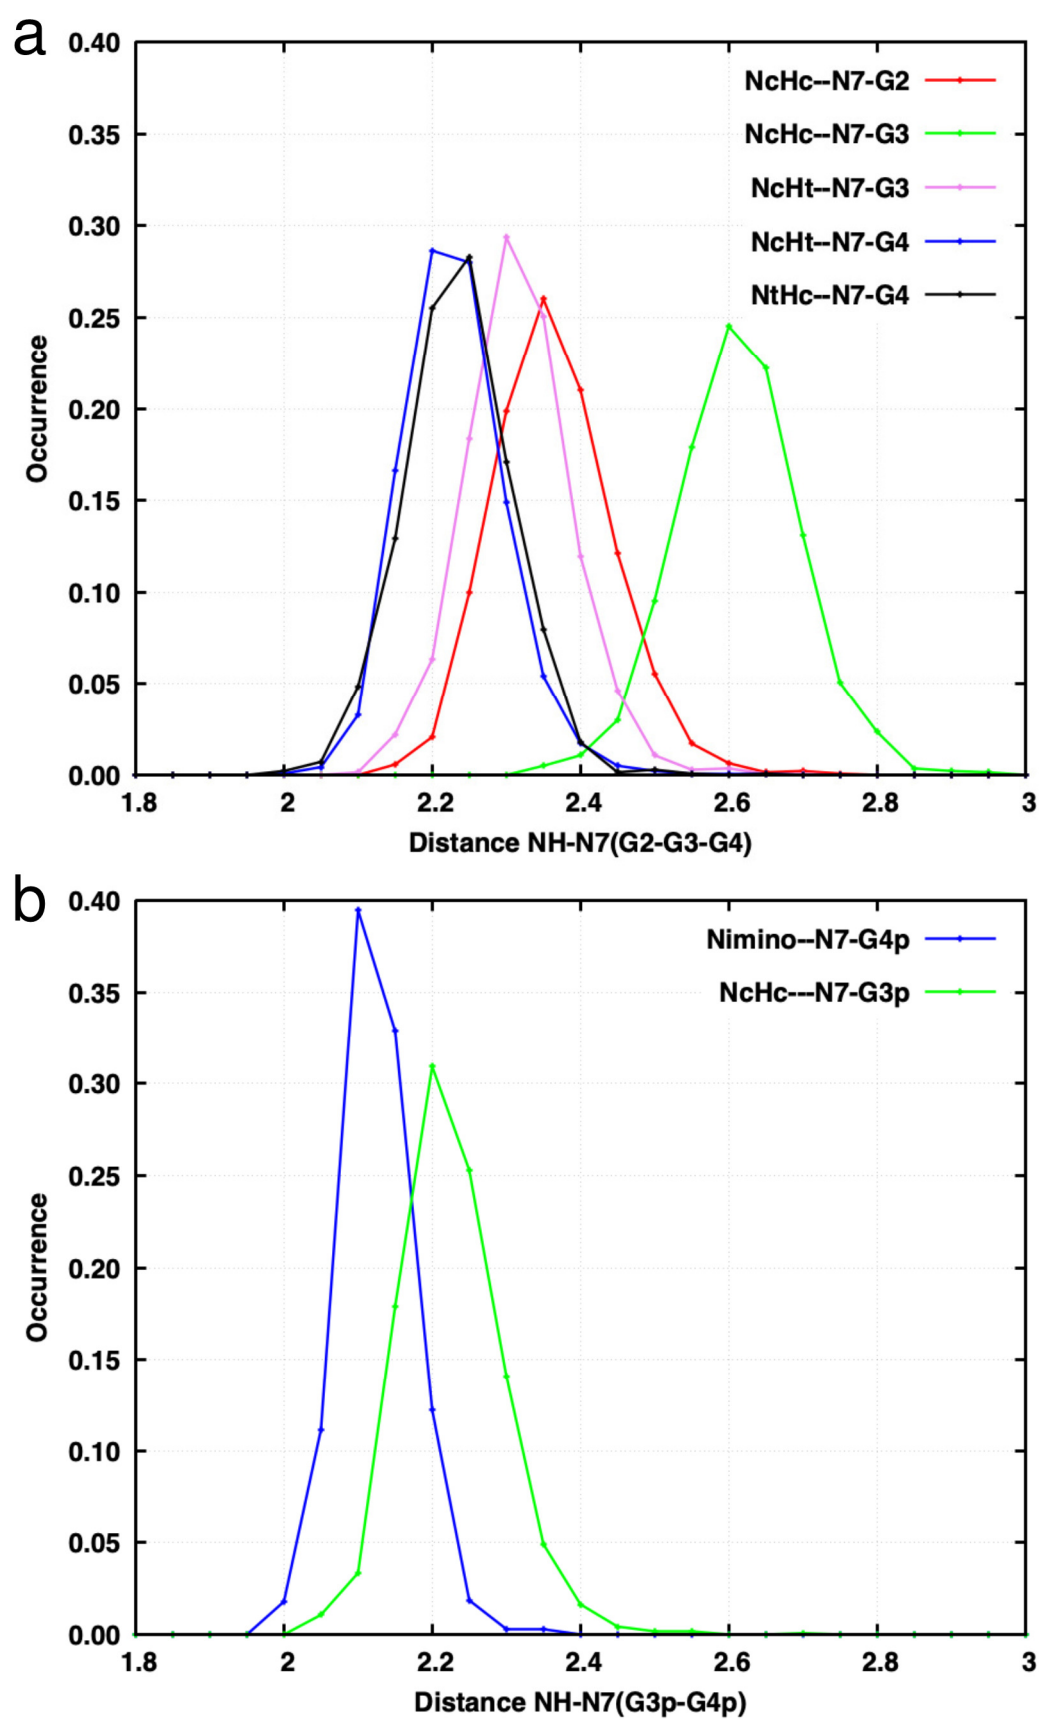 a
0.40
0.35
0.30
0.25
0.20
0.15
0.10
0.05
0.00
Occurrence
NcHc--N7-G2
NcHc--N7-G3
NcHt--N7-G3
NcHt--N7-G4
NtHc--N7-G4
1.8 2 2.2 2.4 2.6 2.8 3
Distance NH-N7(G2-G3-G4)
b
0.40
0.35
0.30
0.25
0.20
0.15
0.10
0.05
0.00
Occurrence
Nimino--N7-G4p
NcHc---N7-G3p
1.8 2 2.2 2.4 2.6 2.8 3
Distance NH-N7(G3p-G4p)